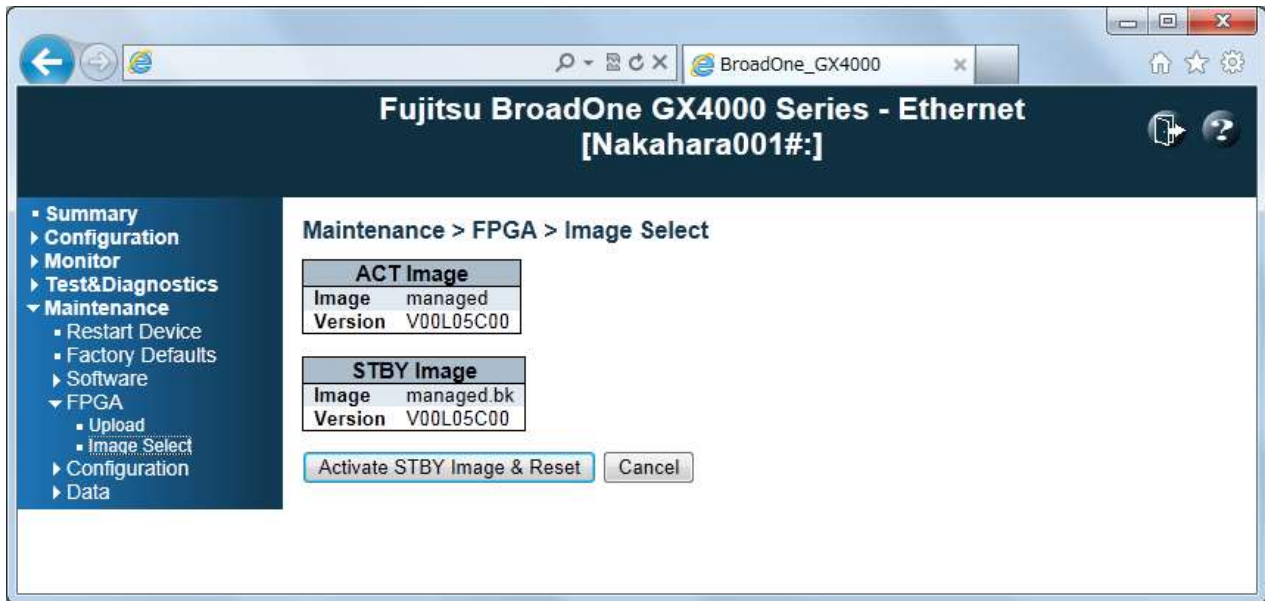 BroadOne_GX4000
Fujitsu BroadOne GX4000 Series - Ethernet
[Nakahara001#:]
Summary
Configuration
Monitor
Test&Diagnostics
Maintenance
Restart Device
Factory Defaults
Software
FPGA
Upload
Image Select
Configuration
Data
Maintenance > FPGA > Image Select
ACT Image
Image managed
Version V00L05C00
STBY Image
Image managed.bk
Version V00L05C00
Activate STBY Image & Reset Cancel